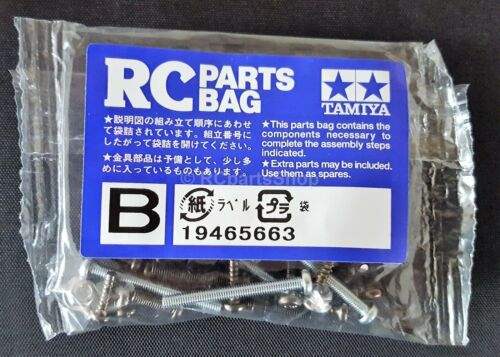 RC PARTS BAG
TAMIYA
★説明図の組み立て順序にあわせ
て袋詰されています。組立番号にし
たがって袋詰を開けてください。
★金具部品は予備として、少し多
めに入っているものもあります。
★This parts bag contains the
components necessary to
complete the assembly steps
indicated.
★Extra parts may be included.
Use them as spares.
© RCpartsShop
B
紙 ラベル プラ 袋
19465663